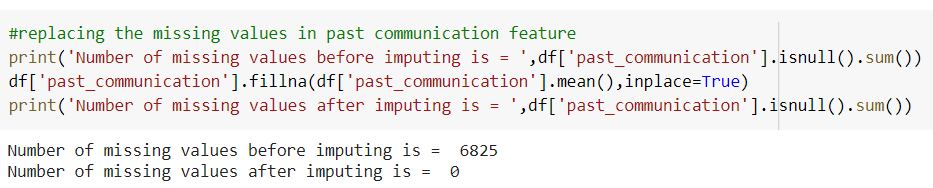 #replacing the missing values in past communication feature
print('Number of missing values before imputing is = ',df['past_communication'].isnull().sum())
df['past_communication'].fillna(df['past_communication'].mean(),inplace=True)
print('Number of missing values after imputing is = ',df['past_communication'].isnull().sum())
Number of missing values before imputing is =  6825
Number of missing values after imputing is =  0